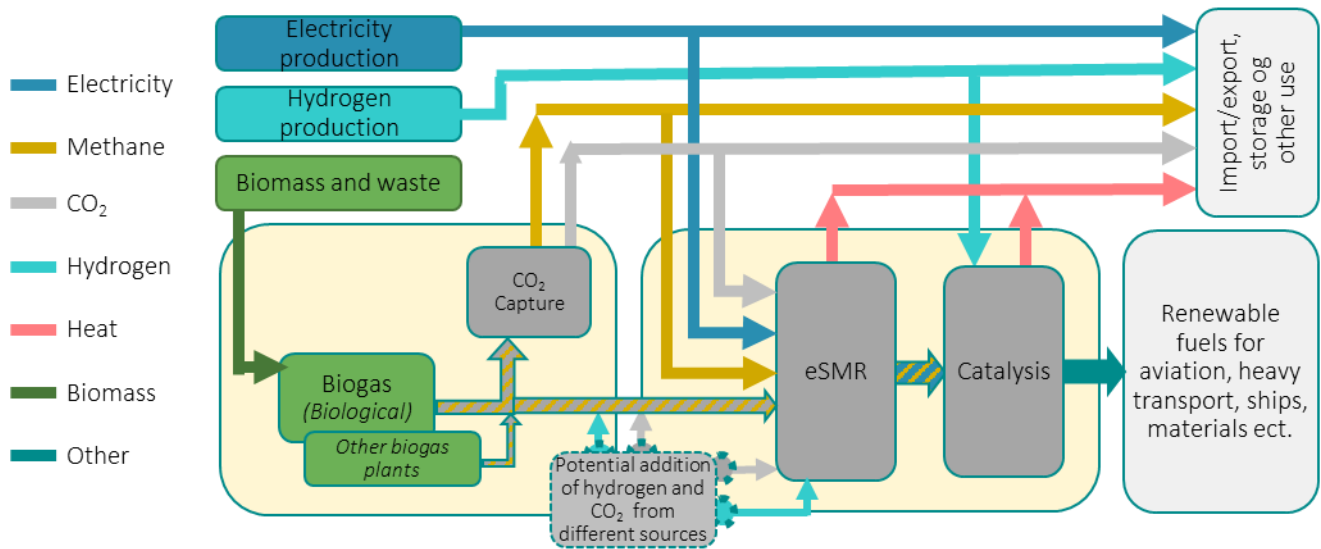 Electricity
Methane
CO₂
Hydrogen
Heat
Biomass
Other
Electricity
production
Hydrogen
production
Biomass and waste
CO₂
Capture
Biogas
(Biological)
Other biogas
plants
Potential addition
of hydrogen and
CO₂ from
different sources
eSMR
Catalysis
Import/export,
storage og
other use
Renewable
fuels for
aviation, heavy
transport, ships,
materials ect.